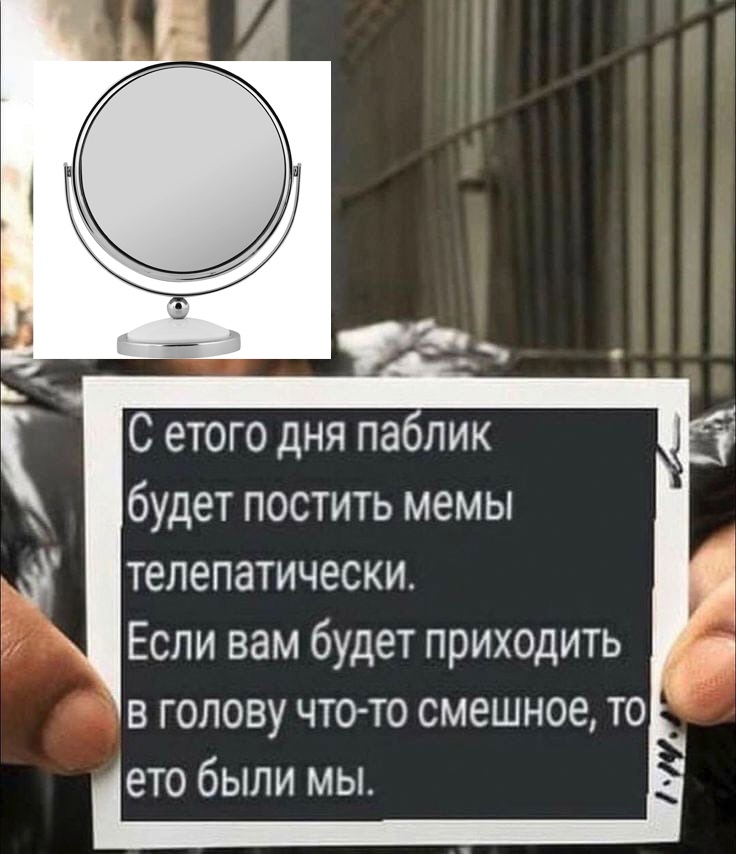 С етого дня паблик
будет постить мемы
телепатически.
Если вам будет приходить
в голову что-то смешное, то
ето были мы.